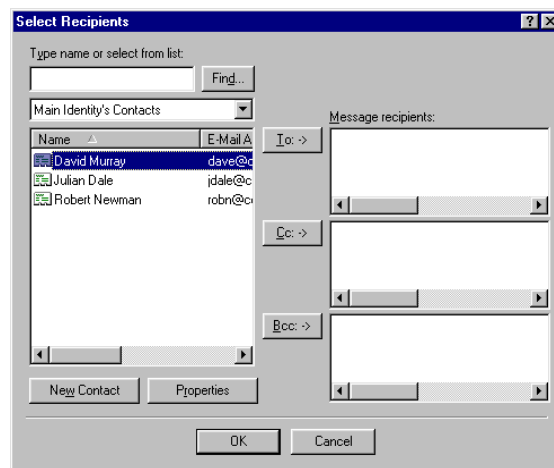 Select Recipients
Type name or select from list:
Find...
Main Identity's Contacts
Message recipients:
Name E-Mail A
To: ->
David Murray dave@c
Julian Dale jdale@c
Robert Newman robn@c
Cc: ->
Bcc: ->
New Contact Properties
OK Cancel